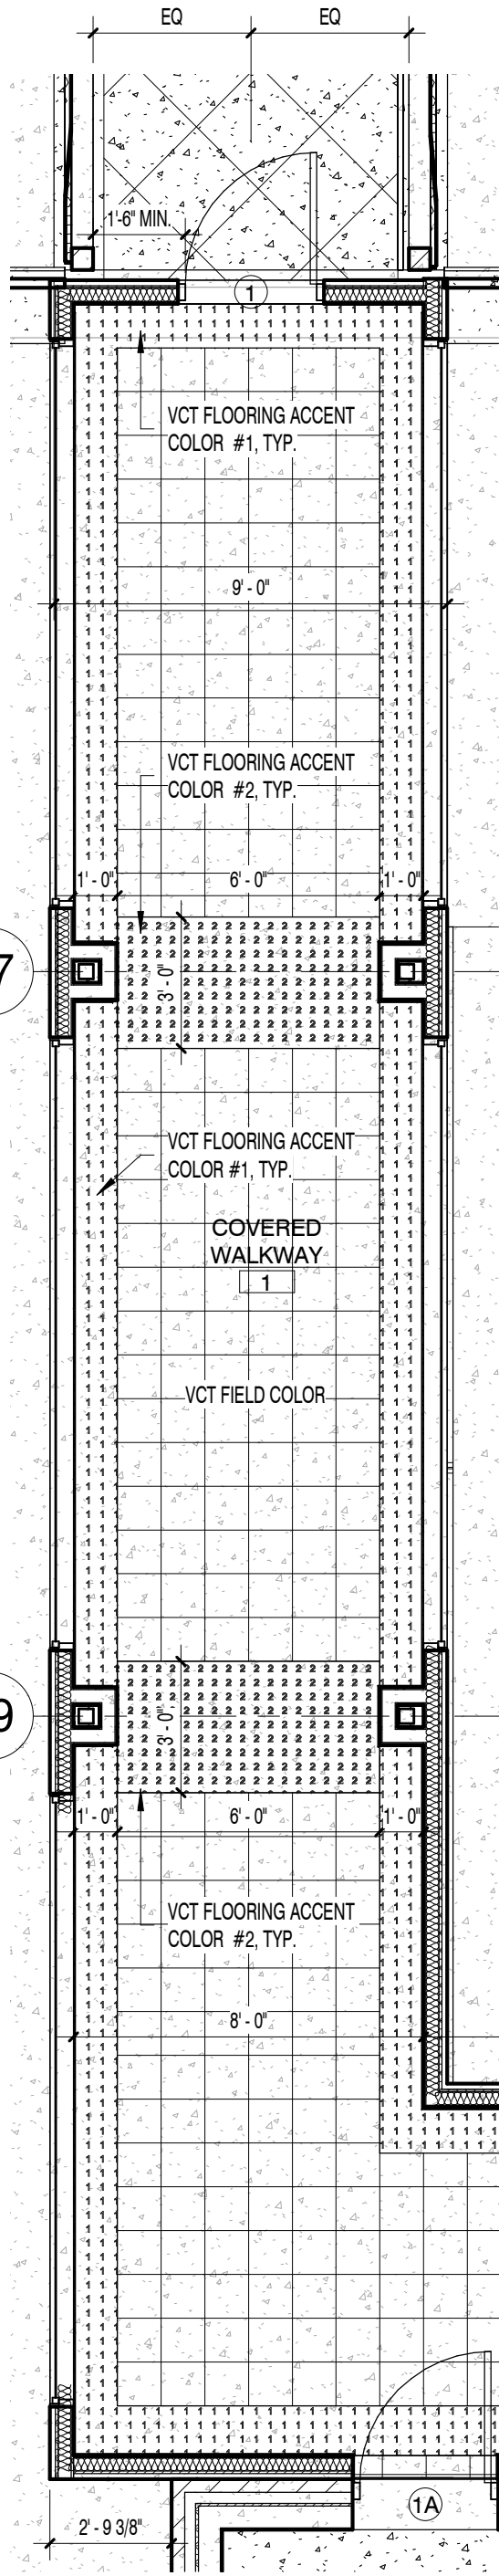 EQ EQ
1'-6" MIN.
1
VCT FLOORING ACCENT
COLOR #1, TYP.
9' - 0"
VCT FLOORING ACCENT
COLOR #2, TYP.
1' - 0" 6' - 0" 1' - 0"
7
3' - 0"
VCT FLOORING ACCENT
COLOR #1, TYP.
COVERED
WALKWAY
1
VCT FIELD COLOR
9
3' - 0"
1' - 0" 6' - 0" 1' - 0"
VCT FLOORING ACCENT
COLOR #2, TYP.
8' - 0"
1A
2' - 9 3/8"